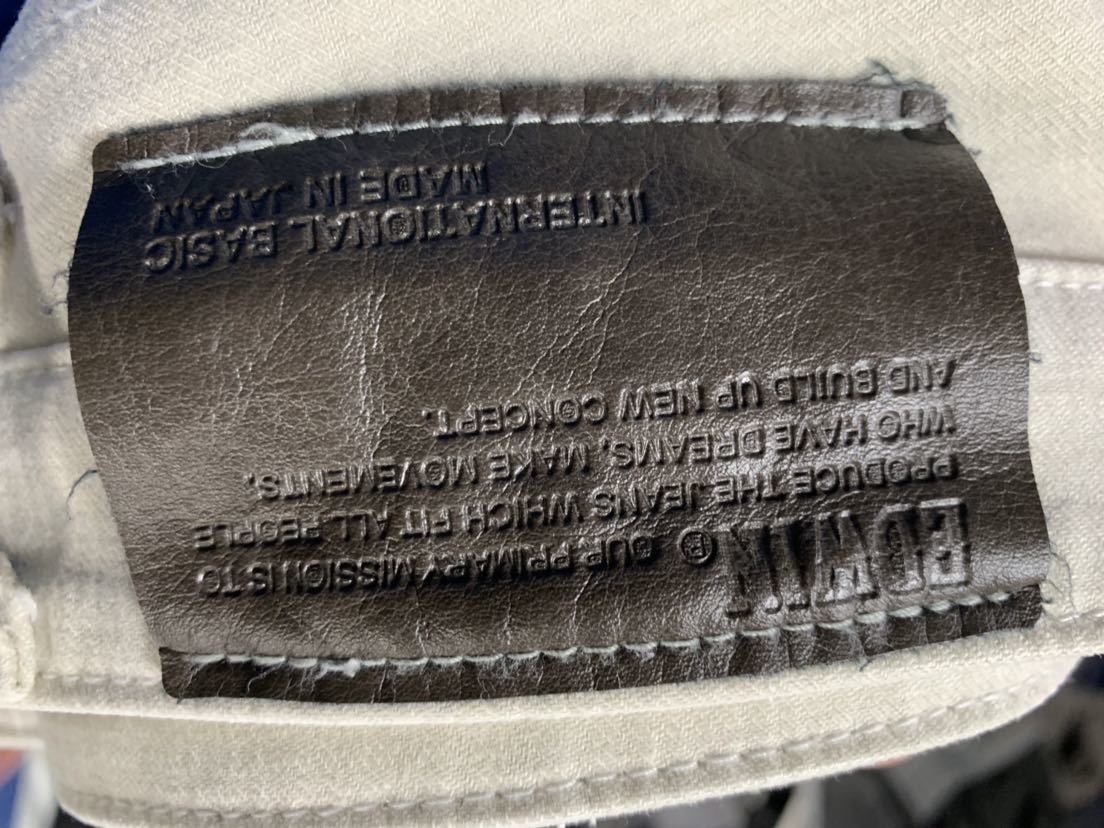 EDWIN ® OUR PRIMARY MISSION IS TO
PRODUCE THE JEANS WHICH FIT ALL PEOPLE
WHO HAVE DREAMS, MAKE MOVEMENTS,
AND BUILD UP NEW CONCEPT.
INTERNATIONAL BASIC
MADE IN JAPAN